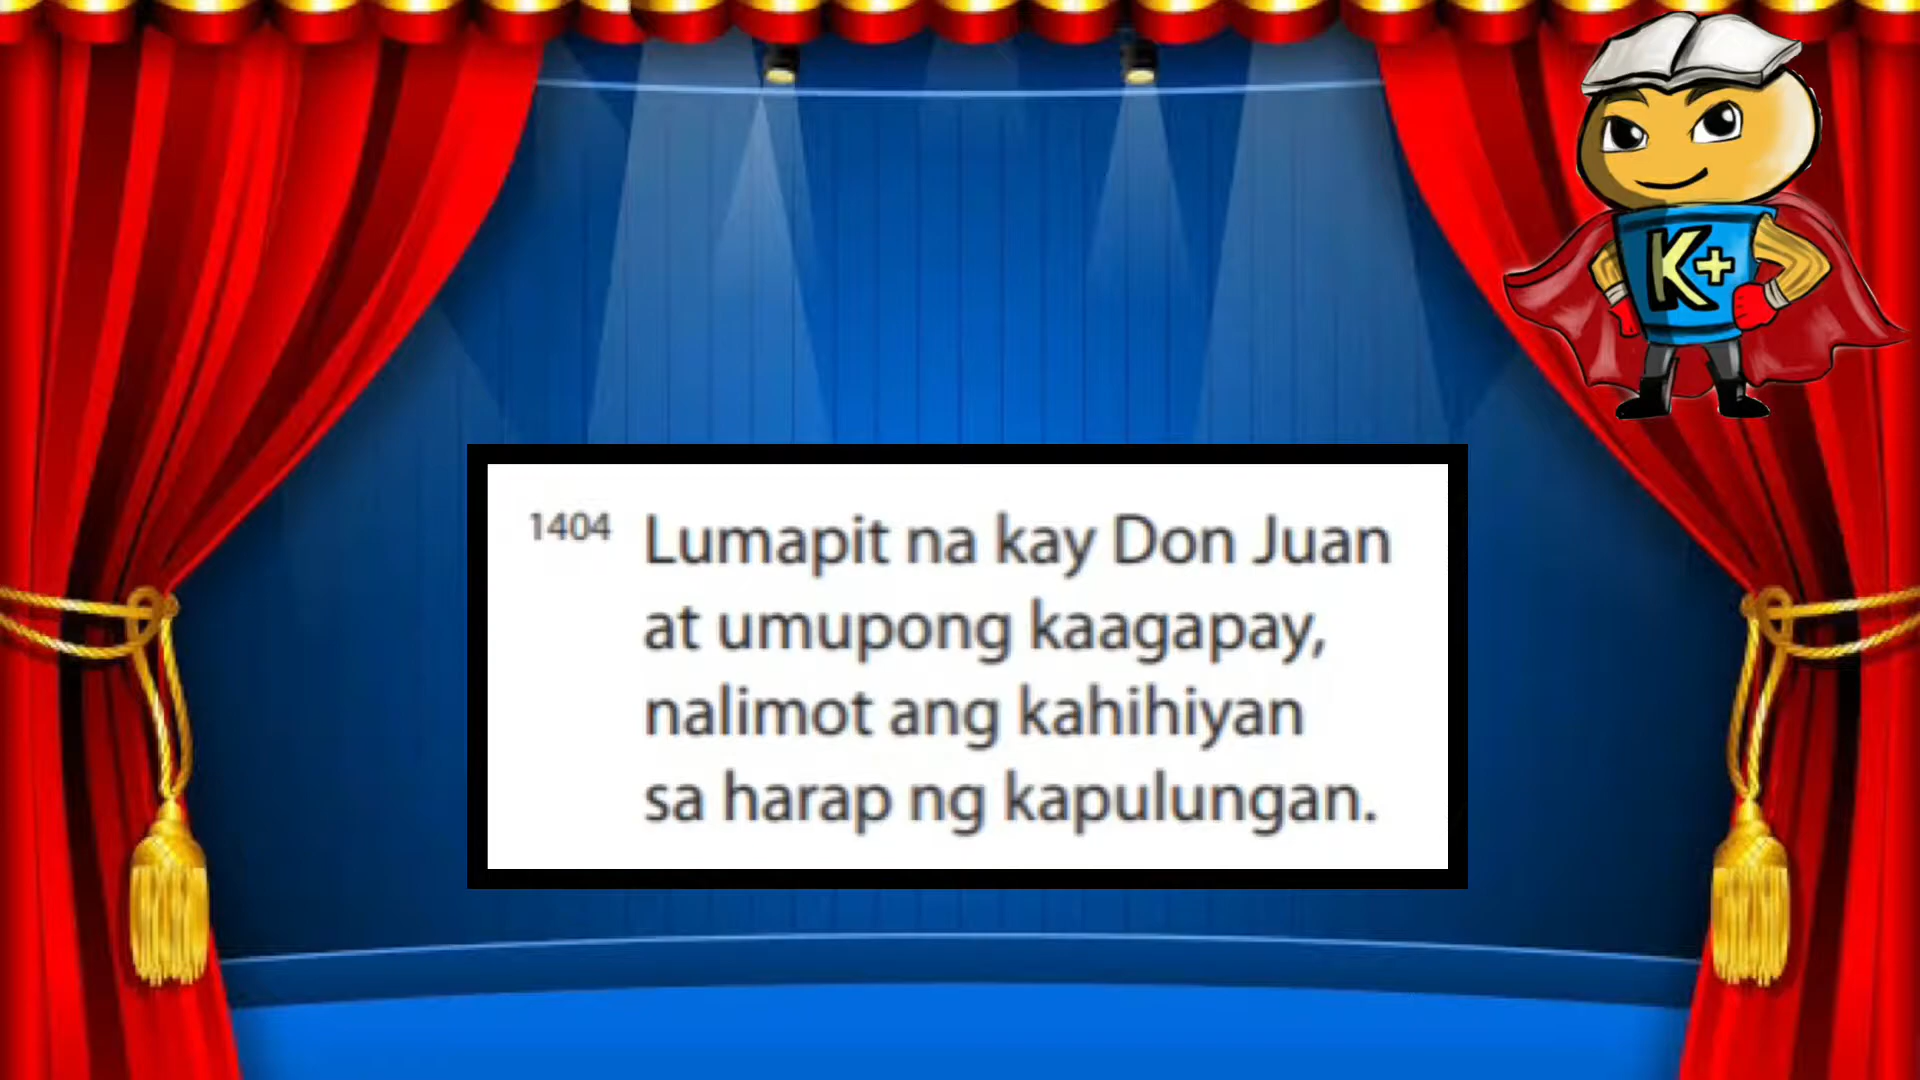 K+
1404 Lumapit na kay Don Juan
at umupong kaagapay,
nalimot ang kahihiyan
sa harap ng kapulungan.